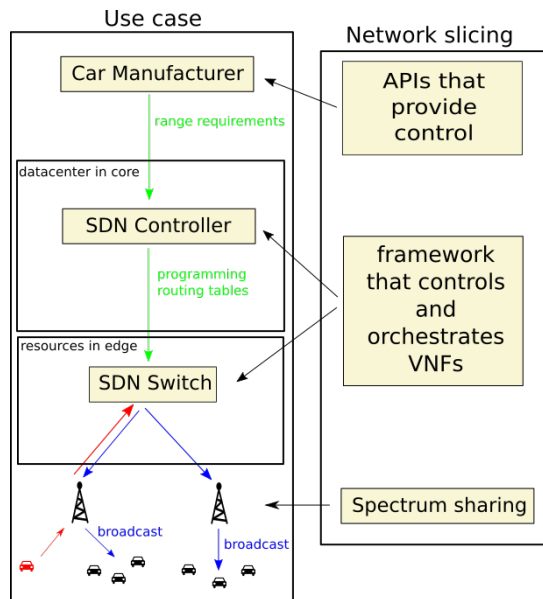 Use case
Car Manufacturer
range requirements
datacenter in core
SDN Controller
programming
routing tables
resources in edge
SDN Switch
broadcast
broadcast
Network slicing
APIs that
provide
control
framework
that controls
and
orchestrates
VNFs
Spectrum sharing